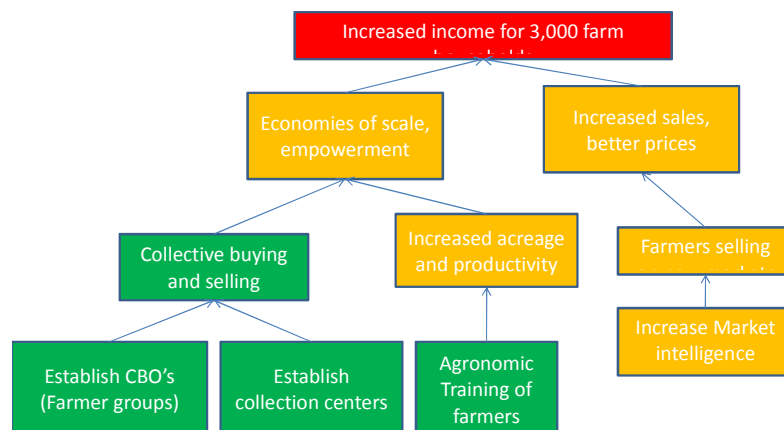 Increased income for 3,000 farm
households
Economies of scale,
empowerment
Increased sales,
better prices
Collective buying
and selling
Increased acreage
and productivity
Farmers selling
Establish CBO's
(Farmer groups)
Establish
collection centers
Agronomic
Training of
farmers
Increase Market
intelligence